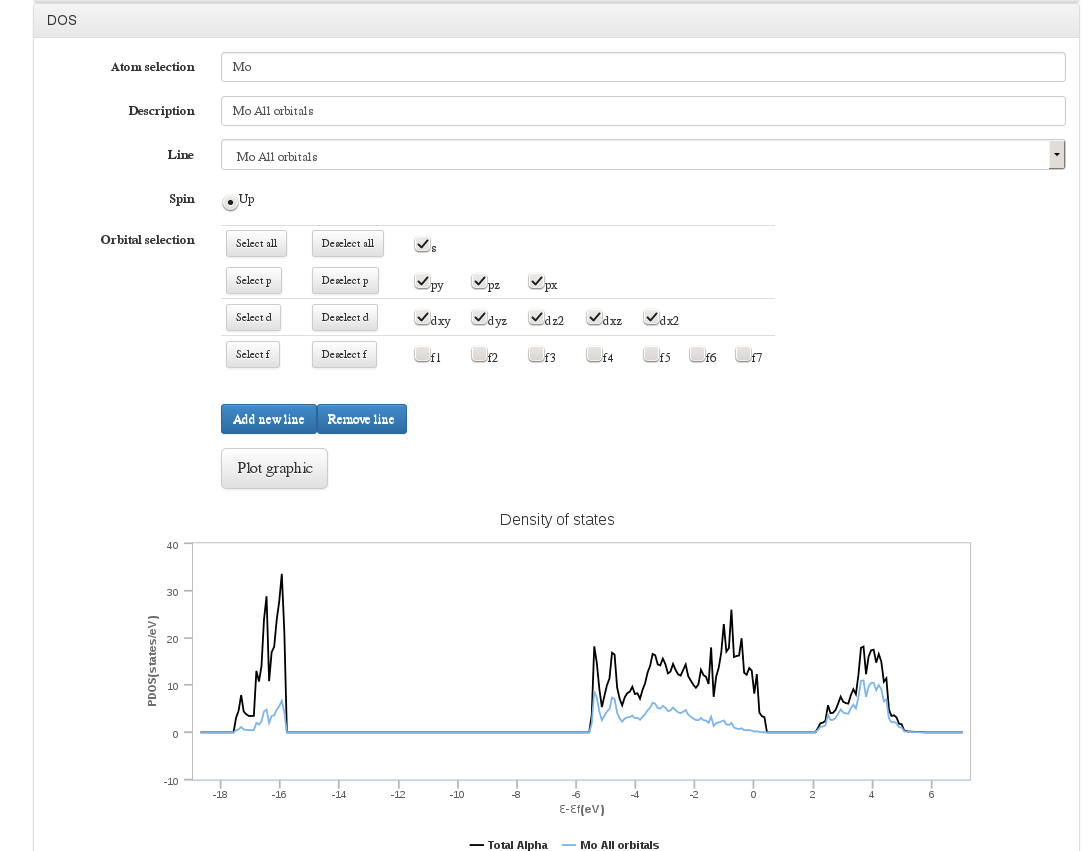 DOS
Atom selection Mo
Description Mo All orbitals
Line Mo All orbitals
Spin Up
Orbital selection Select all Deselect all s
Select p Deselect p py pz px
Select d Deselect d dxy dyz dz2 dxz dx2
Select f Deselect f f1 f2 f3 f4 f5 f6 f7
Add new line Remove line
Plot graphic
Density of states
PDOS(states/eV)
40
30
20
10
0
-10
-18 -16 -14 -12 -10 -8 -6 -4 -2 0 2 4 6
Ɛ-Ɛf(eV)
Total Alpha Mo All orbitals